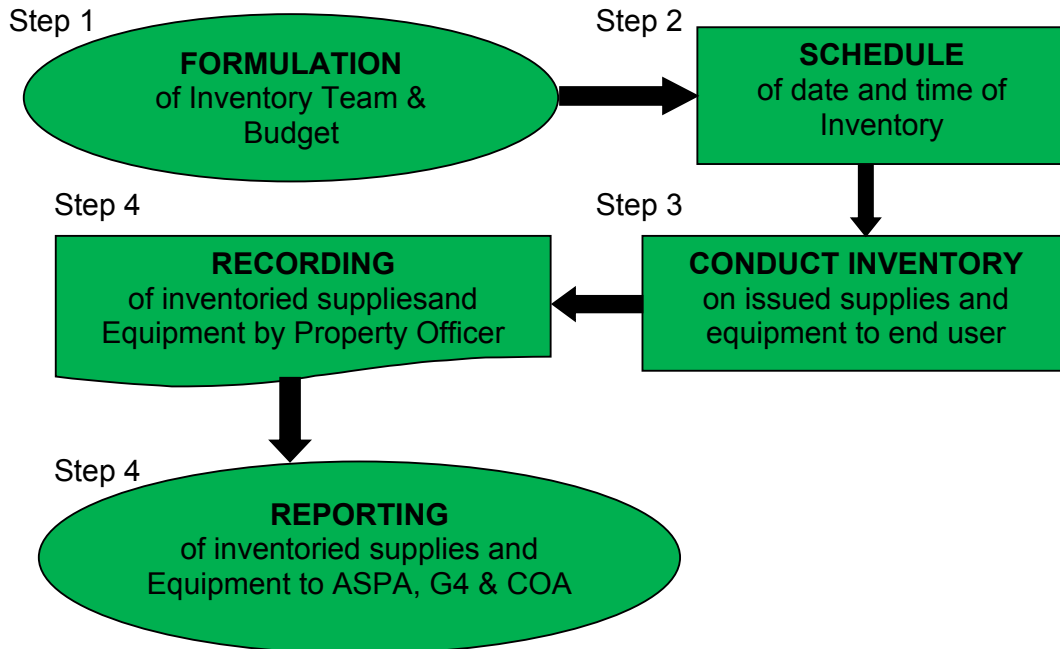 Step 1
FORMULATION
of Inventory Team &
Budget
Step 2
SCHEDULE
of date and time of
Inventory
Step 3
CONDUCT INVENTORY
on issued supplies and
equipment to end user
Step 4
RECORDING
of inventoried suppliesand
Equipment by Property Officer
Step 4
REPORTING
of inventoried supplies and
Equipment to ASPA, G4 & COA